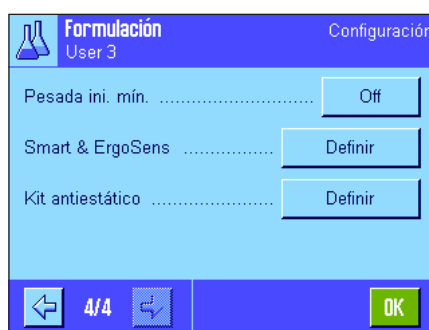 Formulación
Configuración
User 3
Pesada ini. mín. ............................. Off
Smart & ErgoSens ................. Definir
Kit antiestático ....................... Definir
4/4
OK